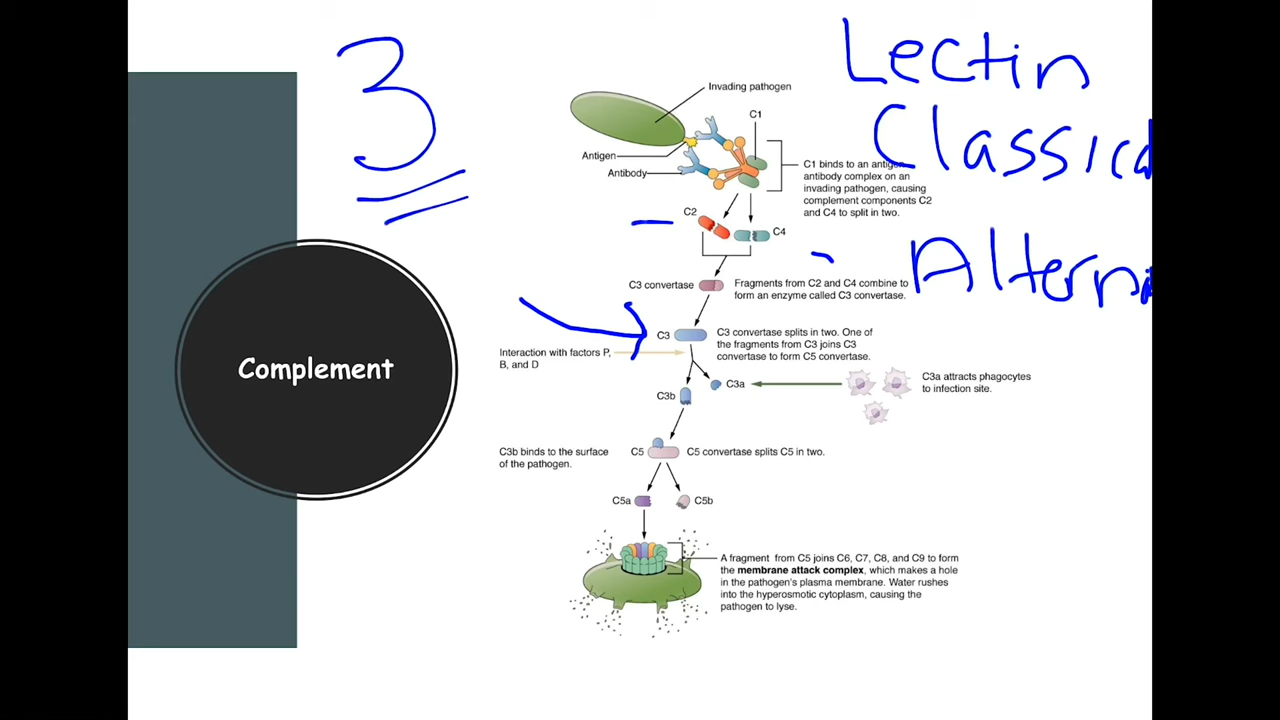 3
Lectin
Classical
Altern
Complement
Invading pathogen
C1
Antigen
Antibody
C1 binds to an antigen-
antibody complex on an
invading pathogen, causing
complement components C2
and C4 to split in two.
C2
C4
C3 convertase
Fragments from C2 and C4 combine to
form an enzyme called C3 convertase.
C3
C3 convertase splits in two. One of
the fragments from C3 joins C3
convertase to form C5 convertase.
Interaction with factors P,
B, and D
C3a
C3a attracts phagocytes
to infection site.
C3b
C3b binds to the surface
of the pathogen.
C5
C5 convertase splits C5 in two.
C5a
C5b
A fragment from C5 joins C6, C7, C8, and C9 to form
the membrane attack complex, which makes a hole
in the pathogen's plasma membrane. Water rushes
into the hyperosmotic cytoplasm, causing the
pathogen to lyse.